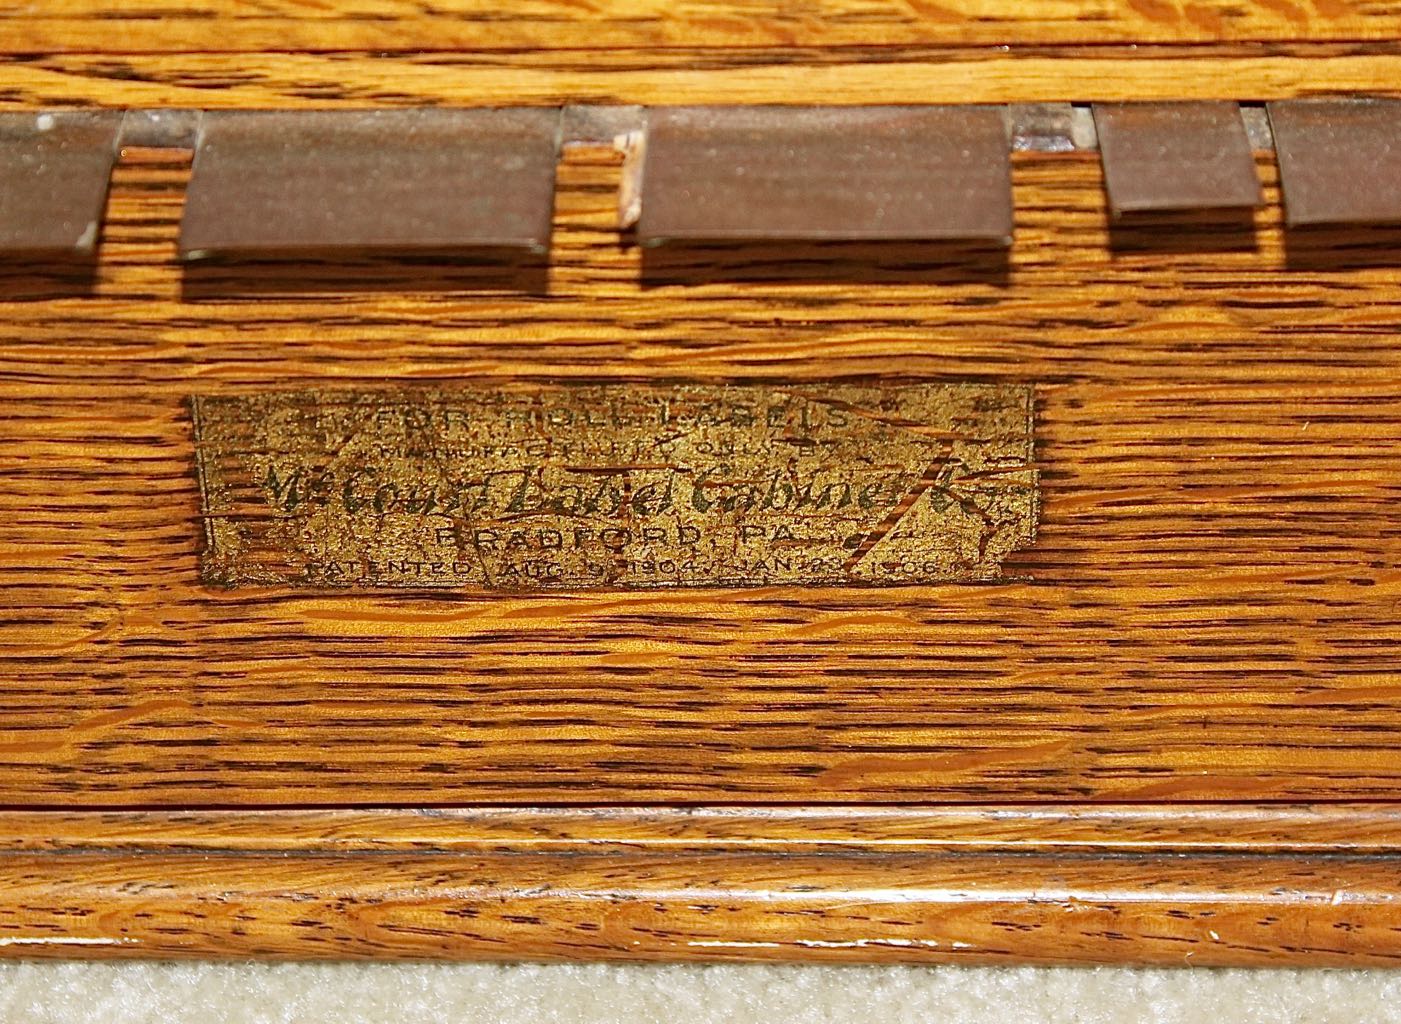 FOR ROLL LABELS
MANUFACTURED ONLY BY
McCourt Label Cabinet Co.
BRADFORD, PA.
PATENTED AUG. 9, 1904, JAN. 23, 1906.